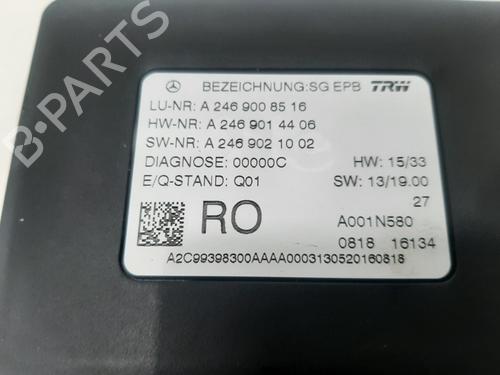 BEZEICHNUNG:SG EPB TRW
LU-NR: A 246 900 85 16
HW-NR: A 246 901 44 06
SW-NR: A 246 902 10 02
DIAGNOSE: 00000C HW: 15/33
E/Q-STAND: Q01 SW: 13/19.00
27
RO A001N580
0818 16134
A2C99398300AAAA0003130520160818
B-PARTS